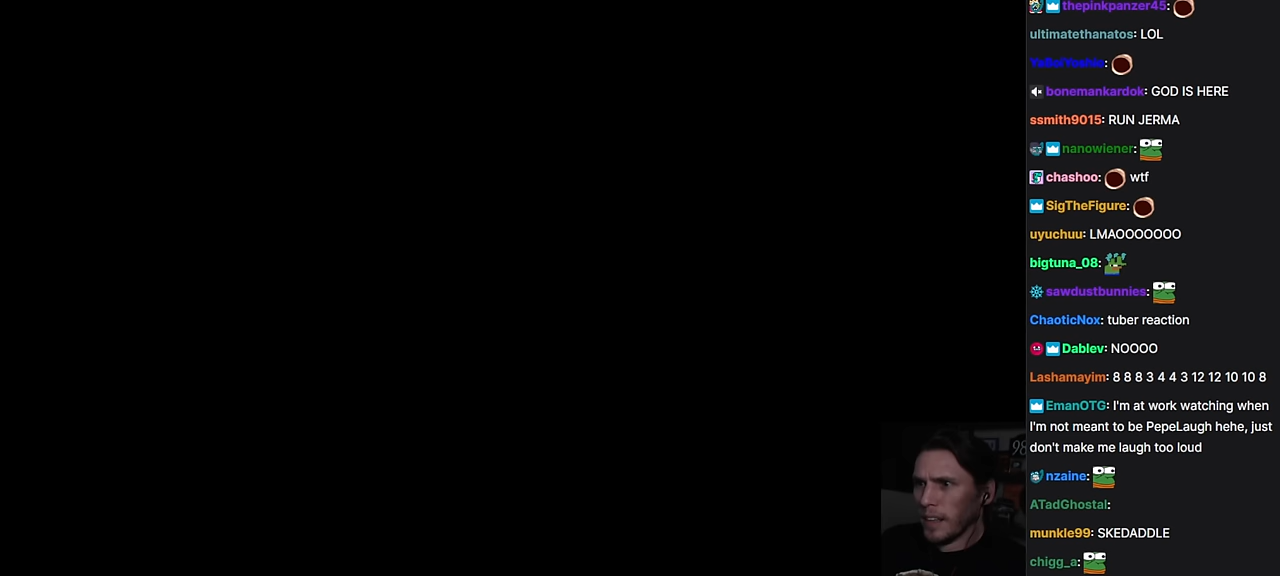 thepinkpanzer45:
ultimatethanatos: LOL
YaBoiYoshio:
bonemankardok: GOD IS HERE
ssmith9015: RUN JERMA
nanowiener:
chashoo: wtf
SigTheFigure:
uyuchuu: LMAOOOOOOO
bigtuna_08:
sawdustbunnies:
ChaoticNox: tuber reaction
Dablev: NOOOO
Lashamayim: 8 8 8 3 4 4 3 12 12 10 10 8
EmanOTG: I'm at work watching when
I'm not meant to be PepeLaugh hehe, just
don't make me laugh too loud
nzaine:
ATadGhostal:
munkle99: SKEDADDLE
chigg_a: